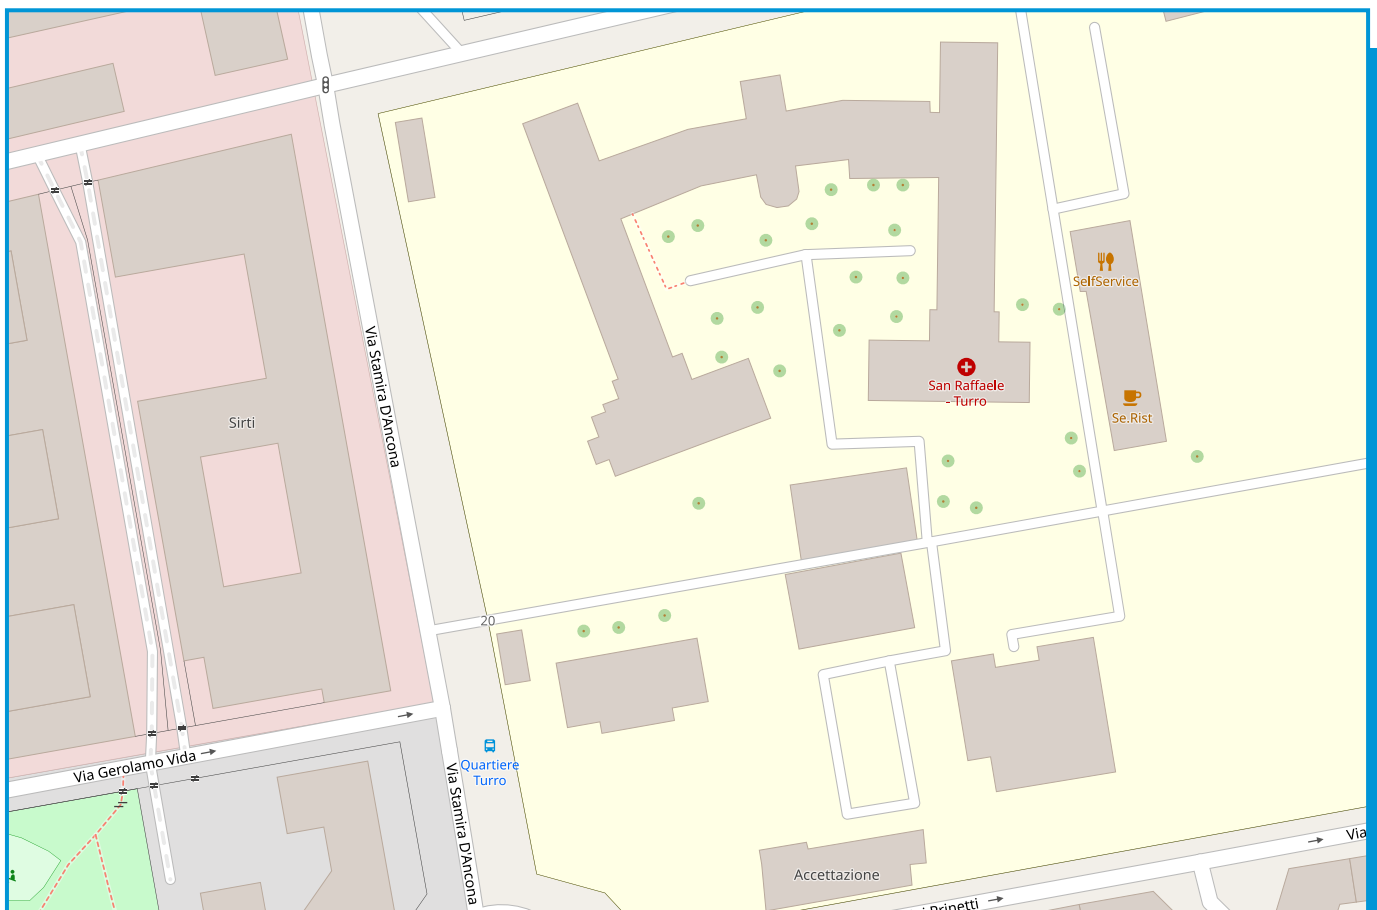 SelfService
Via Stamira D'Ancona
San Raffaele
- Turro
Se.Rist
Sirti
20
Via Gerolamo Vida
Quartiere
Turro
Via Stamira D'Ancona
Via
Accettazione
Prinetti